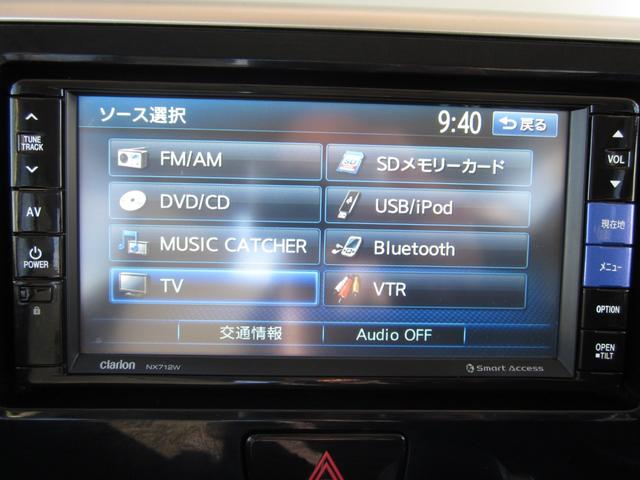 ソース選択
9:40
戻る
FM/AM
SDメモリーカード
DVD/CD
USB/iPod
MUSIC CATCHER
Bluetooth
TV
VTR
交通情報
Audio OFF
TUNE
TRACK
AV
POWER
VOL
現在地
メニュー
OPTION
OPEN
■TILT
clarion
NX712W
Smart Access